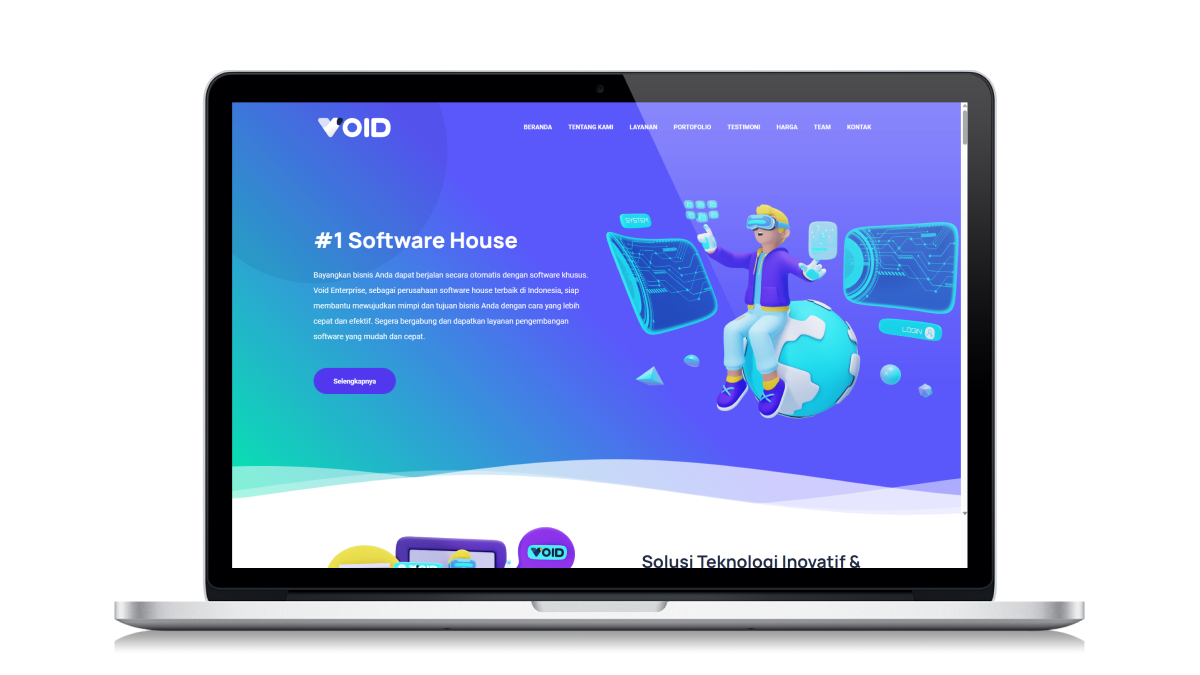 VOID
BERANDA TENTANG KAMI LAYANAN PORTOFOLIO TESTIMONI HARGA TEAM KONTAK
SYSTEM
#1 Software House
Bayangkan bisnis Anda dapat berjalan secara otomatis dengan software khusus.
Void Enterprise, sebagai perusahaan software house terbaik di Indonesia, siap
membantu mewujudkan mimpi dan tujuan bisnis Anda dengan cara yang lebih
cepat dan efektif. Segera bergabung dan dapatkan layanan pengembangan
software yang mudah dan cepat.
LOGIN
Selengkapnya
VOID
Solusi Teknologi Inovatif &